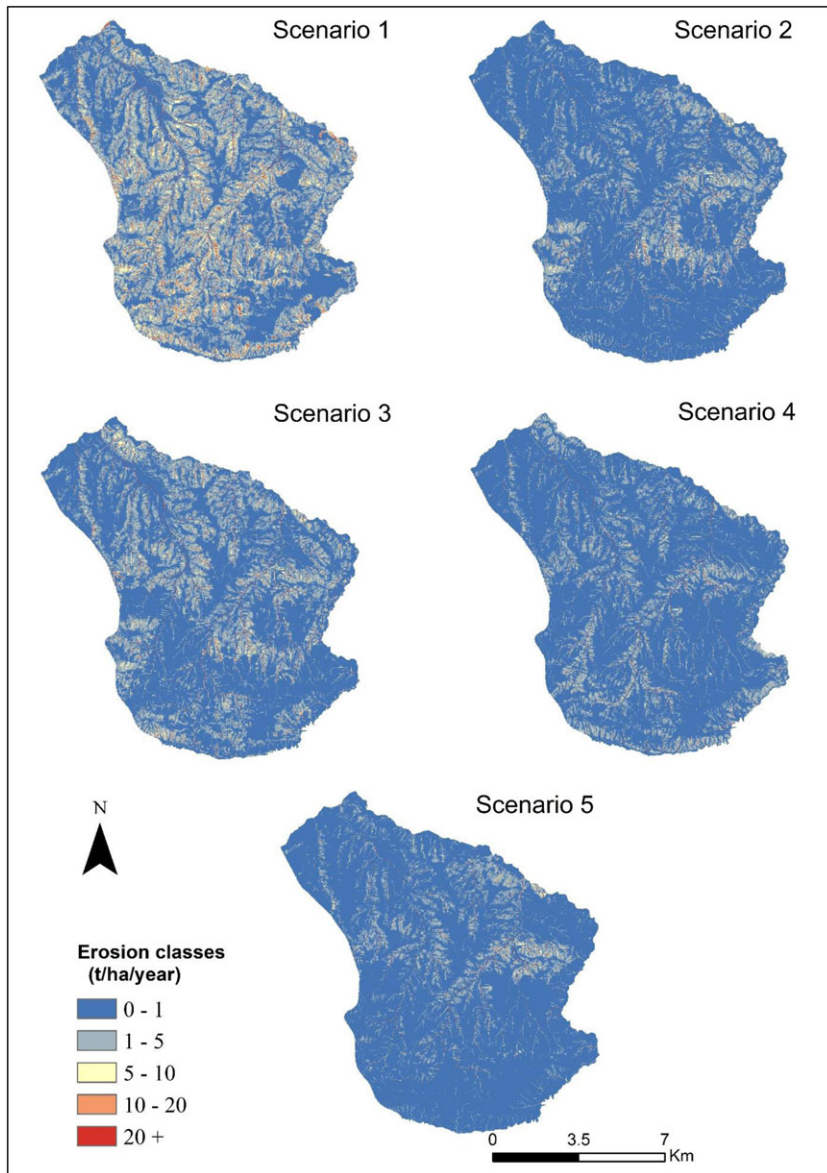 Scenario 1
Scenario 2
Scenario 3
Scenario 4
Scenario 5
N
Erosion classes
(t/ha/year)
0 - 1
1 - 5
5 - 10
10 - 20
20 +
0 3.5 7
Km